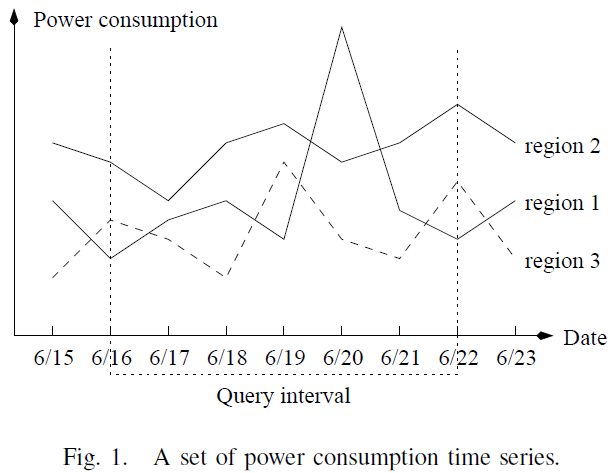 Power consumption
region 2
region 1
region 3
Date
6/15 6/16 6/17 6/18 6/19 6/20 6/21 6/22 6/23
Query interval
Fig. 1. A set of power consumption time series.